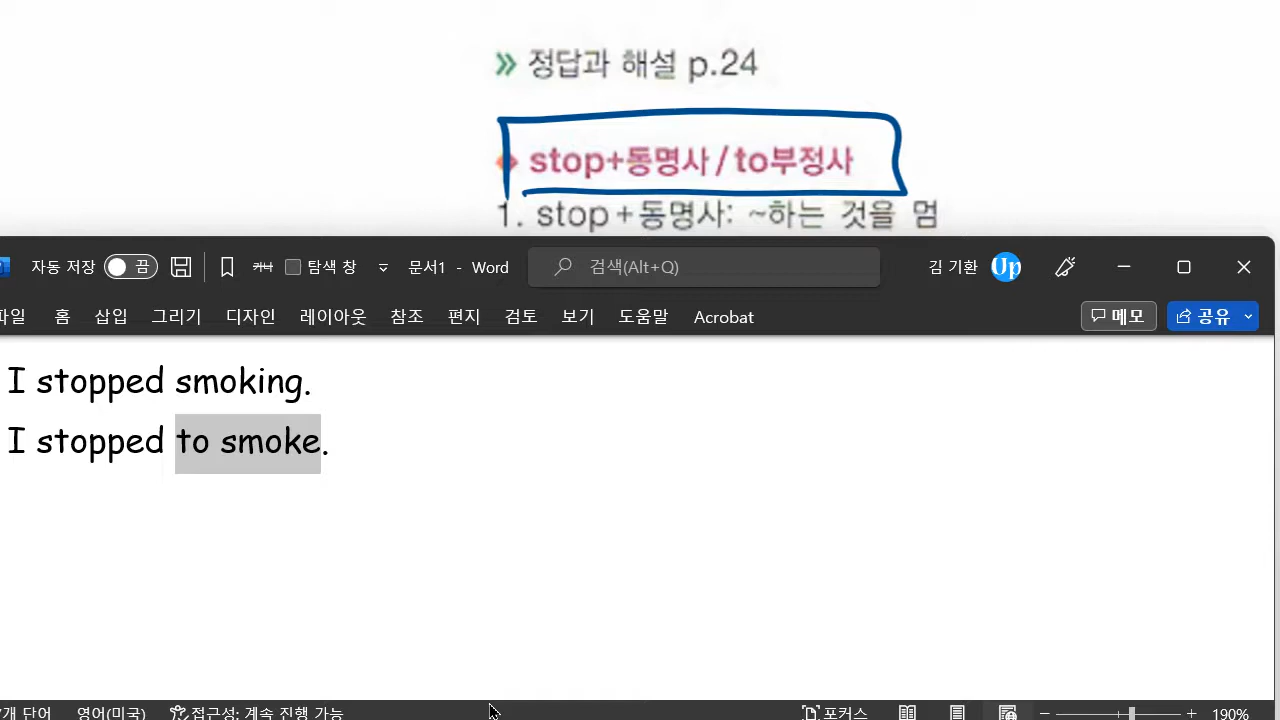 » 정답과 해설 p.24
stop+동명사 / to부정사
1. stop+동명사: ~하는 것을 멈
자동 저장 끔 가나 탐색 창 문서1 - Word 검색(Alt+Q) 김 기환 Up
파일 홈 삽입 그리기 디자인 레이아웃 참조 편지 검토 보기 도움말 Acrobat 메모 공유
I stopped smoking.
I stopped to smoke.
개 단어 영어(미국) 접근성: 계속 진행 가능 포커스 190%